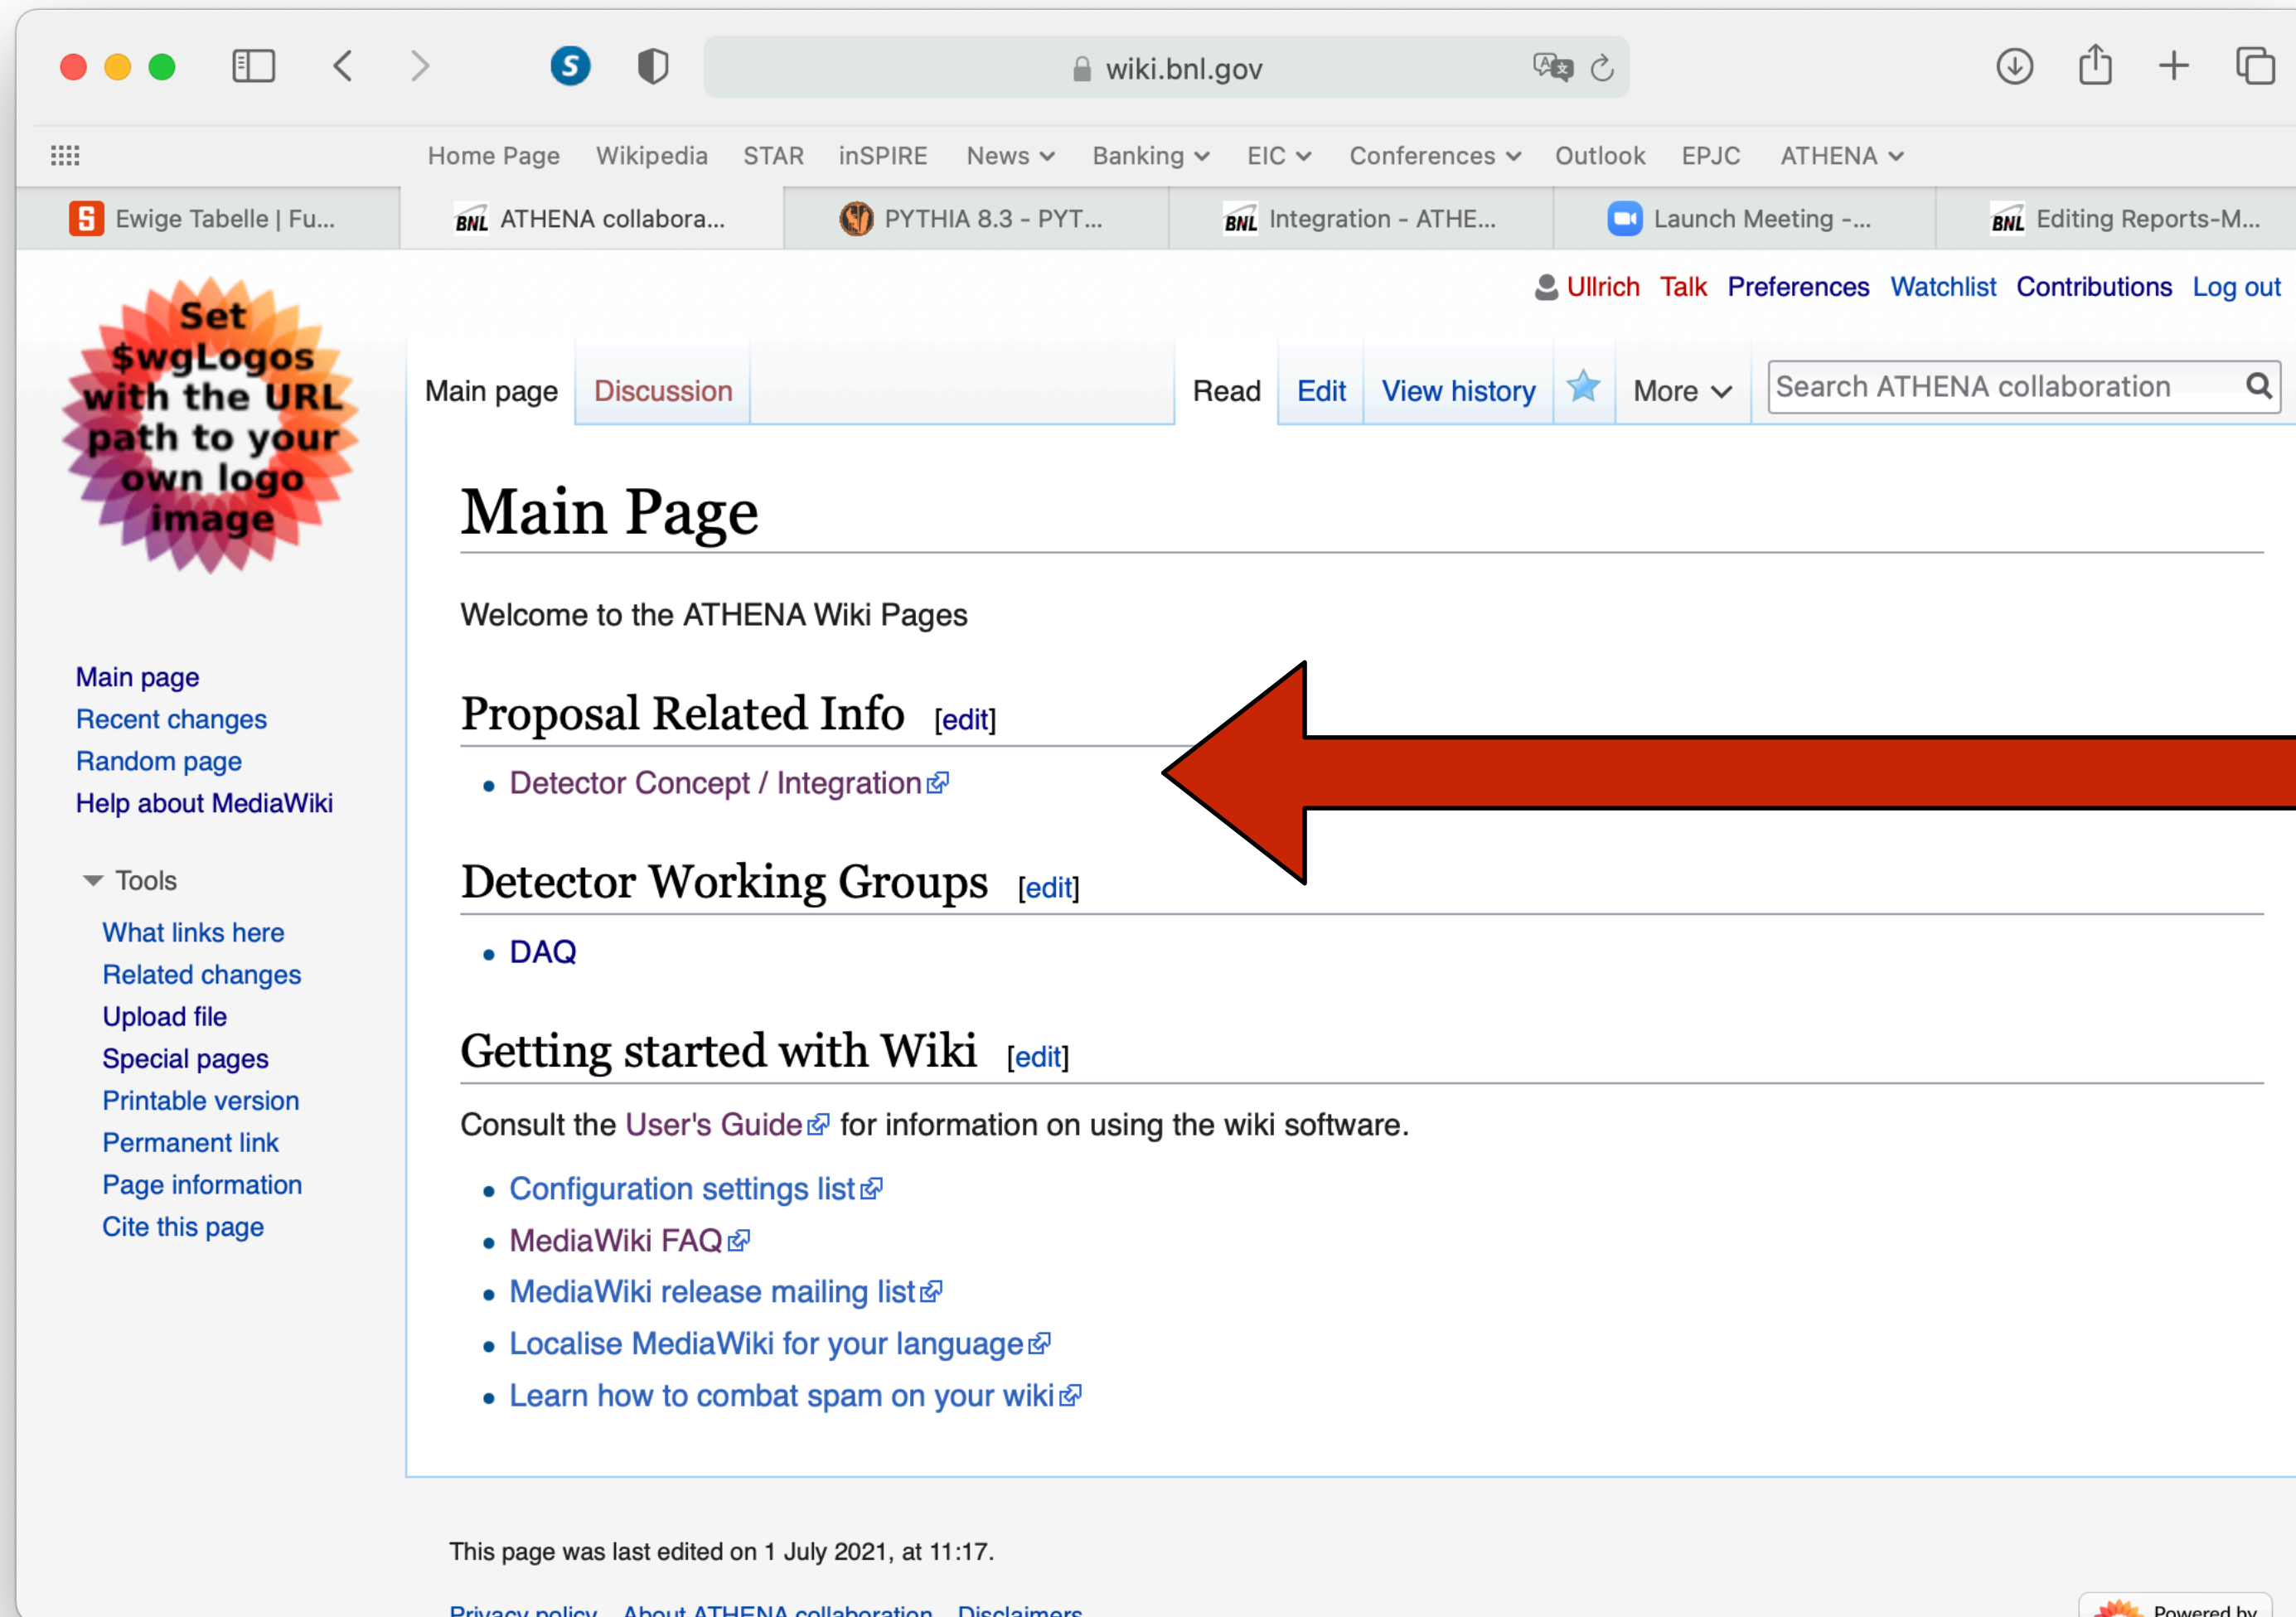 wiki.bnl.gov
Home Page Wikipedia STAR inSPIRE News Banking EIC Conferences Outlook EPJC ATHENA
Ewige Tabelle | Fu... ATHENA collabora... PYTHIA 8.3 - PYT... Integration - ATHE... Launch Meeting -... Editing Reports-M...
Ullrich Talk Preferences Watchlist Contributions Log out
Set
$wgLogos
with the URL
path to your
own logo
image
Main page Discussion Read Edit View history More Search ATHENA collaboration
Main Page
Welcome to the ATHENA Wiki Pages
Main page
Recent changes
Random page
Help about MediaWiki
Tools
What links here
Related changes
Upload file
Special pages
Printable version
Permanent link
Page information
Cite this page
Proposal Related Info [edit]
• Detector Concept / Integration
Detector Working Groups [edit]
• DAQ
Getting started with Wiki [edit]
Consult the User's Guide for information on using the wiki software.
• Configuration settings list
• MediaWiki FAQ
• MediaWiki release mailing list
• Localise MediaWiki for your language
• Learn how to combat spam on your wiki
This page was last edited on 1 July 2021, at 11:17.
Privacy policy About ATHENA collaboration Disclaimers
Powered by